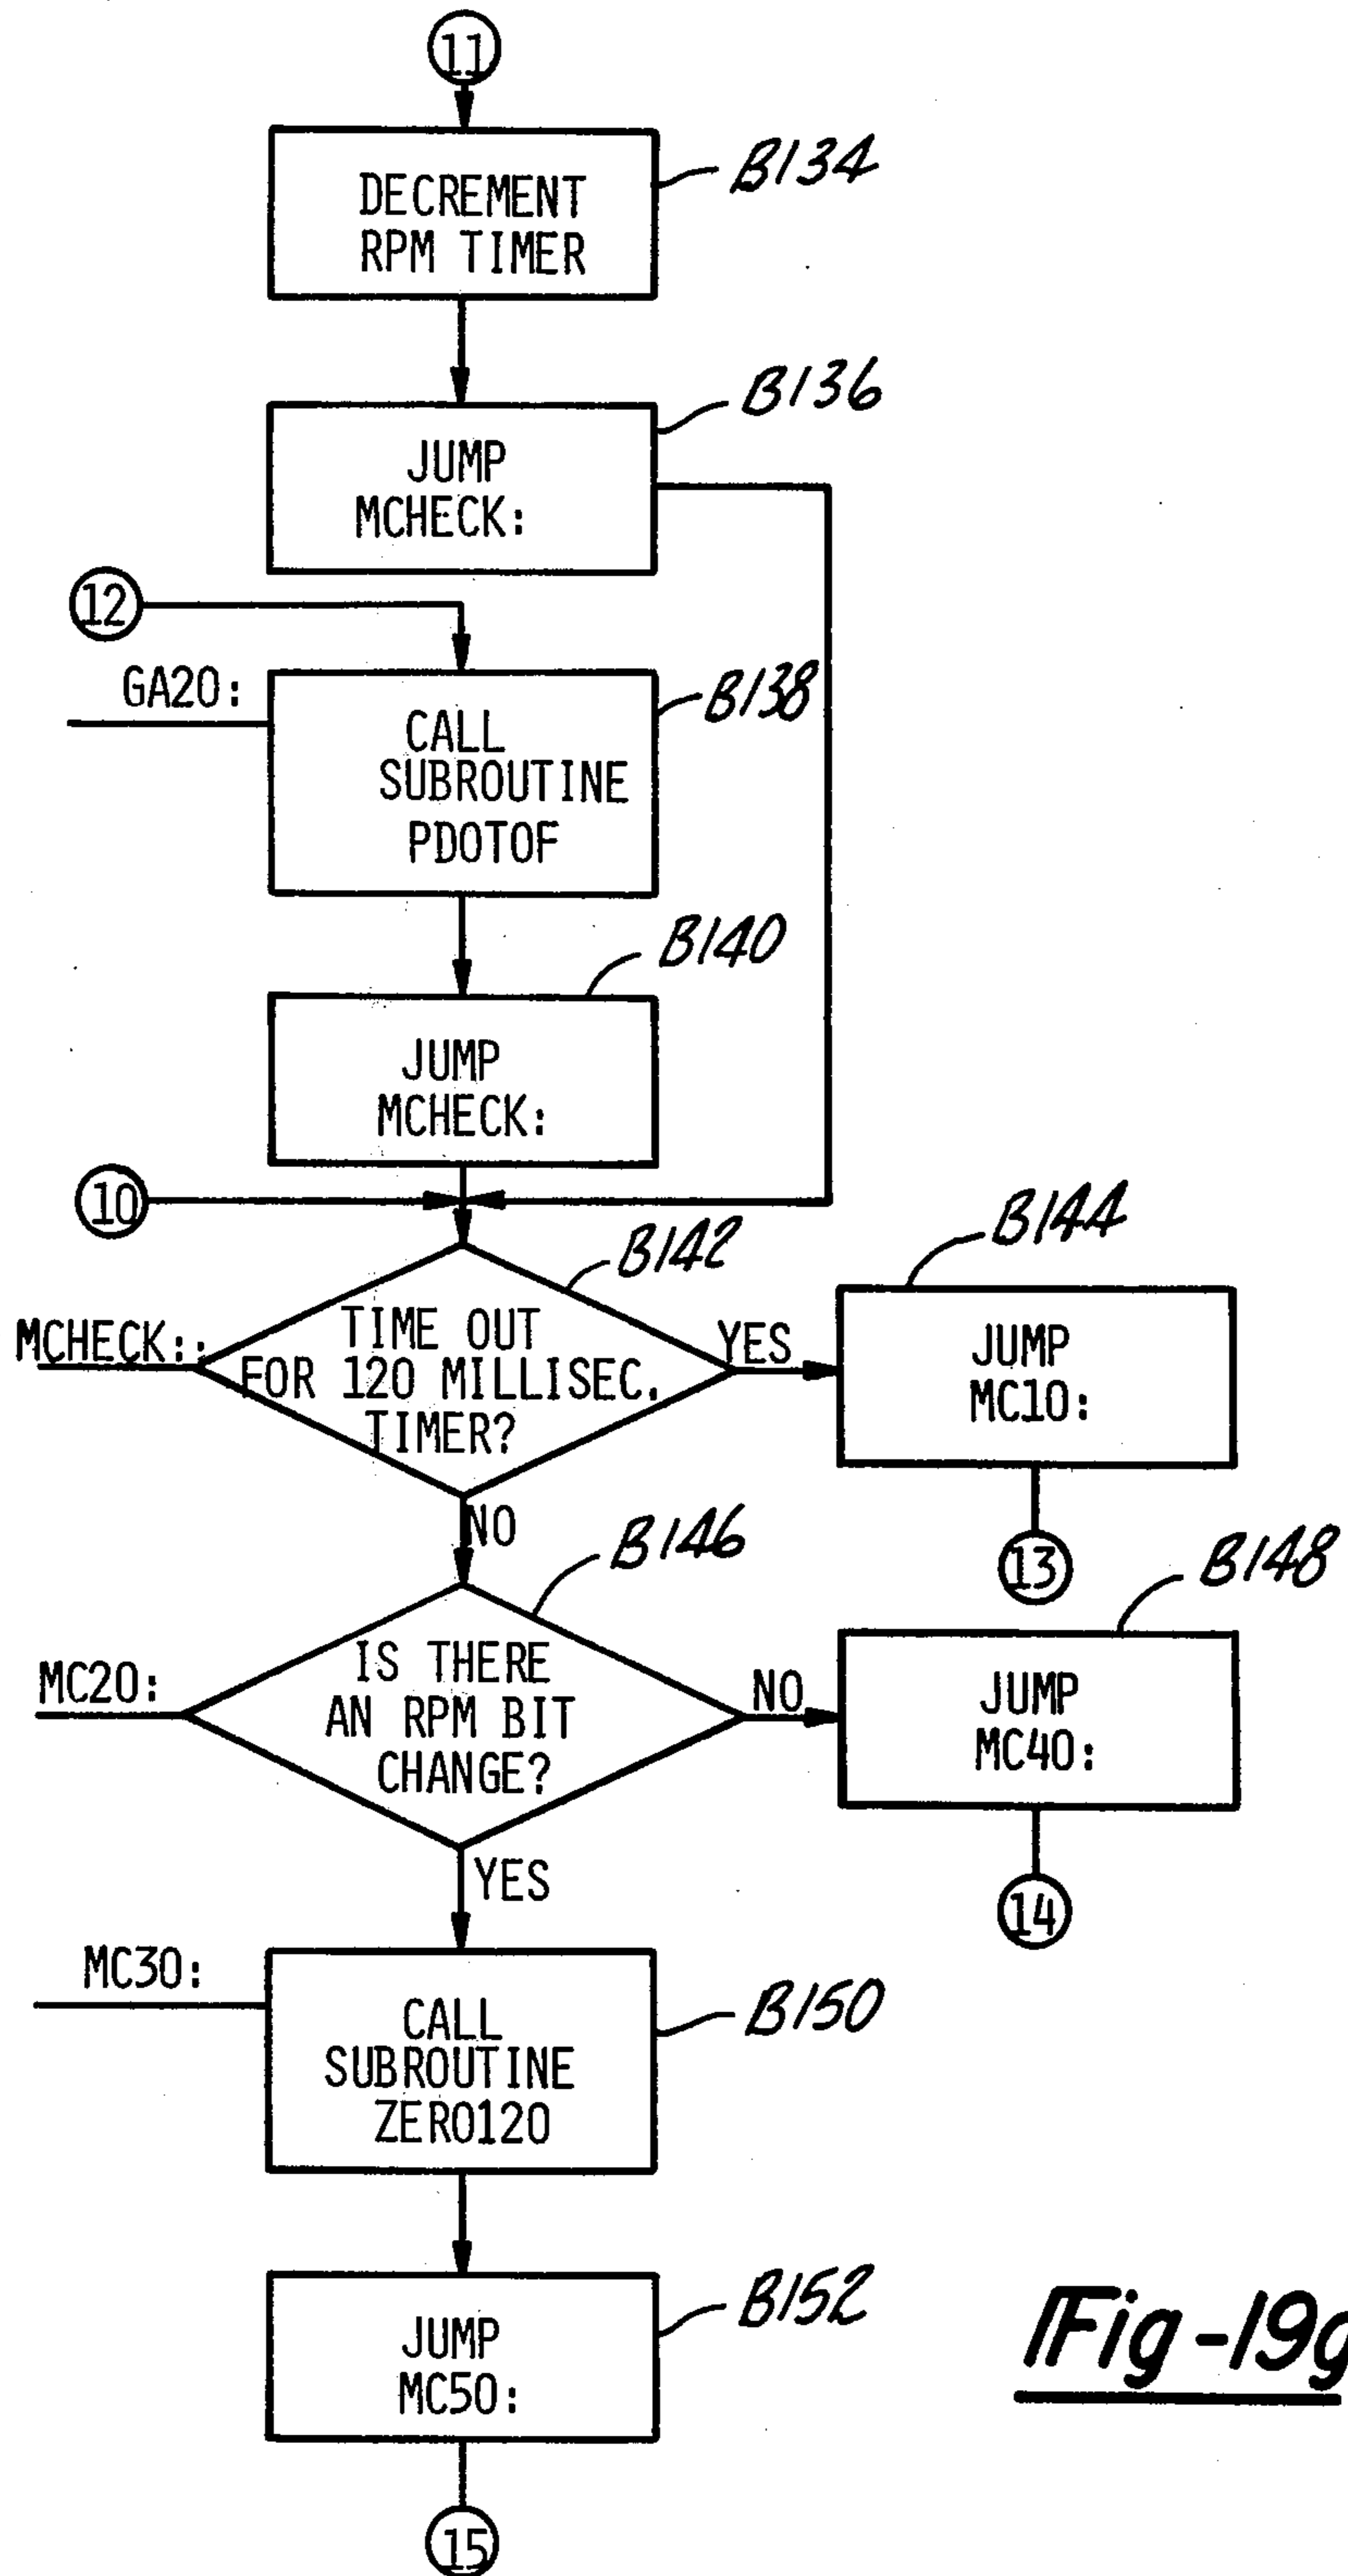 11
DECREMENT
RPM TIMER
B134
JUMP
MCHECK:
B136
12
GA20:
CALL
SUBROUTINE
PDOTOF
B138
JUMP
MCHECK:
B140
10
MCHECK:
TIME OUT
FOR 120 MILLISEC.
TIMER?
B142
YES
JUMP
MC10:
B144
13
NO
MC20:
IS THERE
AN RPM BIT
CHANGE?
B146
NO
JUMP
MC40:
B148
14
YES
MC30:
CALL
SUBROUTINE
ZERO120
B150
JUMP
MC50:
B152
15
Fig-19g